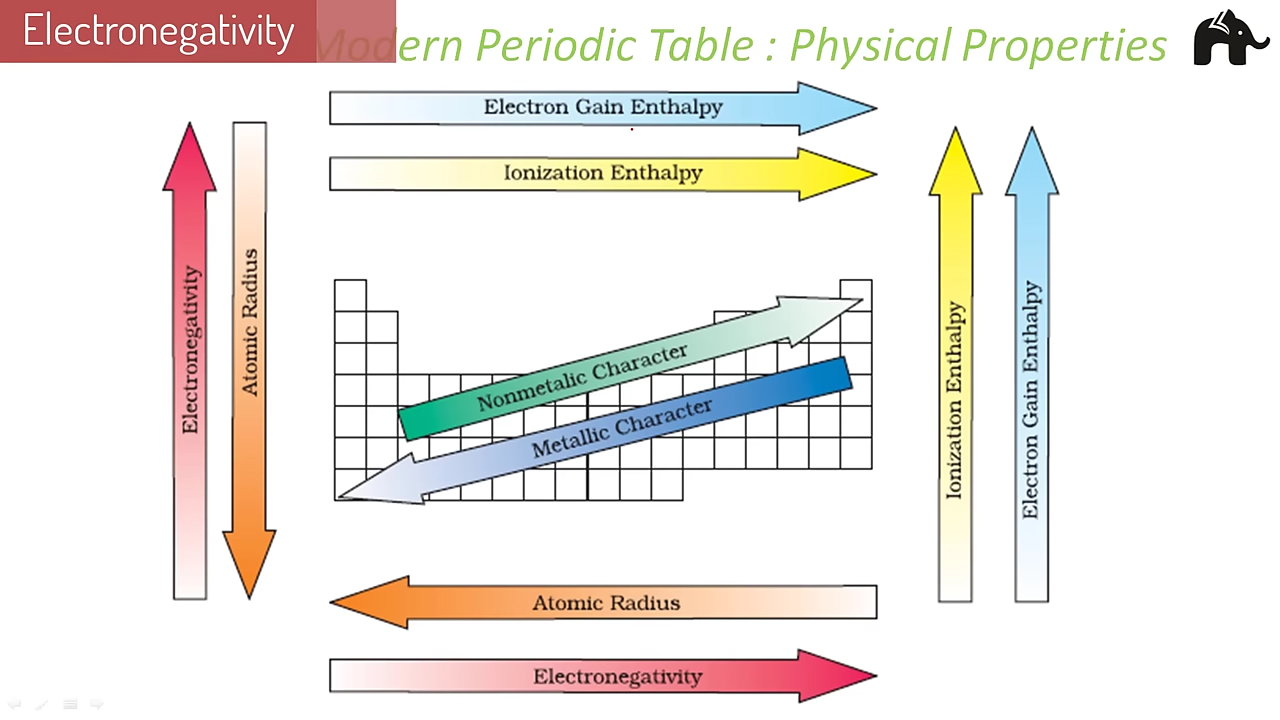 Electronegativity
Modern Periodic Table : Physical Properties
Electron Gain Enthalpy
Ionization Enthalpy
Electronegativity
Atomic Radius
Nonmetalic Character
Metallic Character
Ionization Enthalpy
Electron Gain Enthalpy
Atomic Radius
Electronegativity